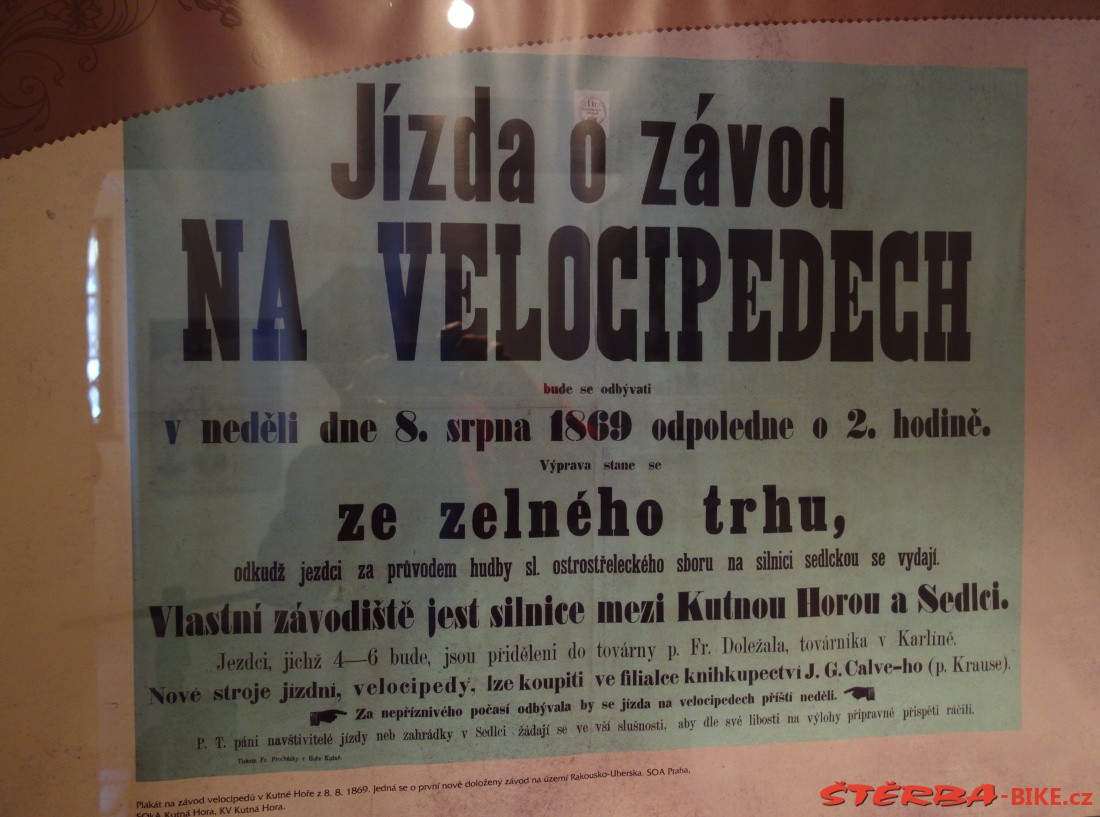 Jízda o závod
NA VELOCIPEDECH
bude se odbývati
v neděli dne 8. srpna 1869 odpoledne o 2. hodině.
Výprava stane se
ze zelného trhu,
odkudž jezdci za průvodem hudby sl. ostrostřeleckého sboru na silnici sedlckou se vydají.
Vlastní závodiště jest silnice mezi Kutnou Horou a Sedlci.
Jezdci, jichž 4—6 bude, jsou přiděleni do továrny p. Fr. Doležala, továrníka v Karlíně.
Nové stroje jízdní, velocipedy, lze koupiti ve filialce knihkupectví J. G. Calve-ho (p. Krause).
Za nepříznivého počasí odbývala by se jízda na velocipedech příští neděli.
P. T. páni navštivitelé jízdy neb zahrádky v Sedlci žádají se ve vší slušnosti, aby dle své libosti na výlohy přípravné přispěti ráčili.
Tiskem Fr. Procházky v Hoře Kutné.
Plakát na závod velocipedů v Kutné Hoře z 8. 8. 1869. Jedná se o první nově doložený závod na území Rakousko-Uherska. SOA Praha,
SOkA Kutná Hora, KV Kutná Hora.
ŠTĚRBA-BIKE.cz